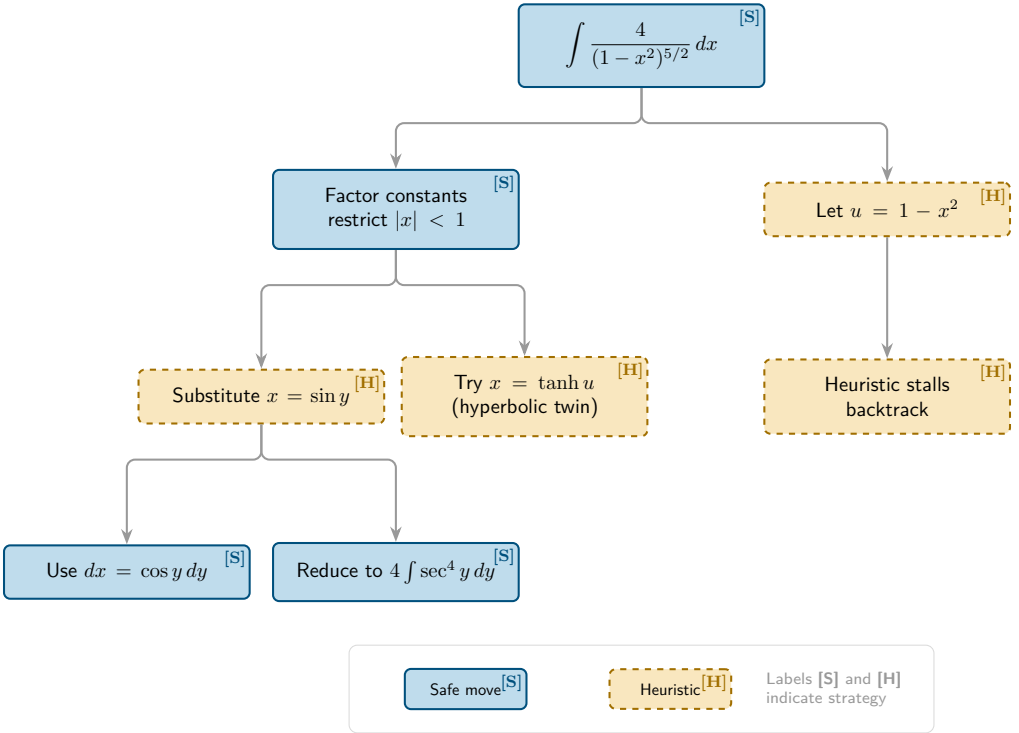 [S]
∫ 4/(1 − x²)^{5/2} dx
[S]
Factor constants
restrict |x| < 1
[H]
Let u = 1 − x²
[H]
Substitute x = sin y
[H]
Try x = tanh u
(hyperbolic twin)
[H]
Heuristic stalls
backtrack
[S]
Use dx = cos y dy
[S]
Reduce to 4 ∫ sec⁴ y dy
Safe move [S]
Heuristic [H]
Labels [S] and [H]
indicate strategy